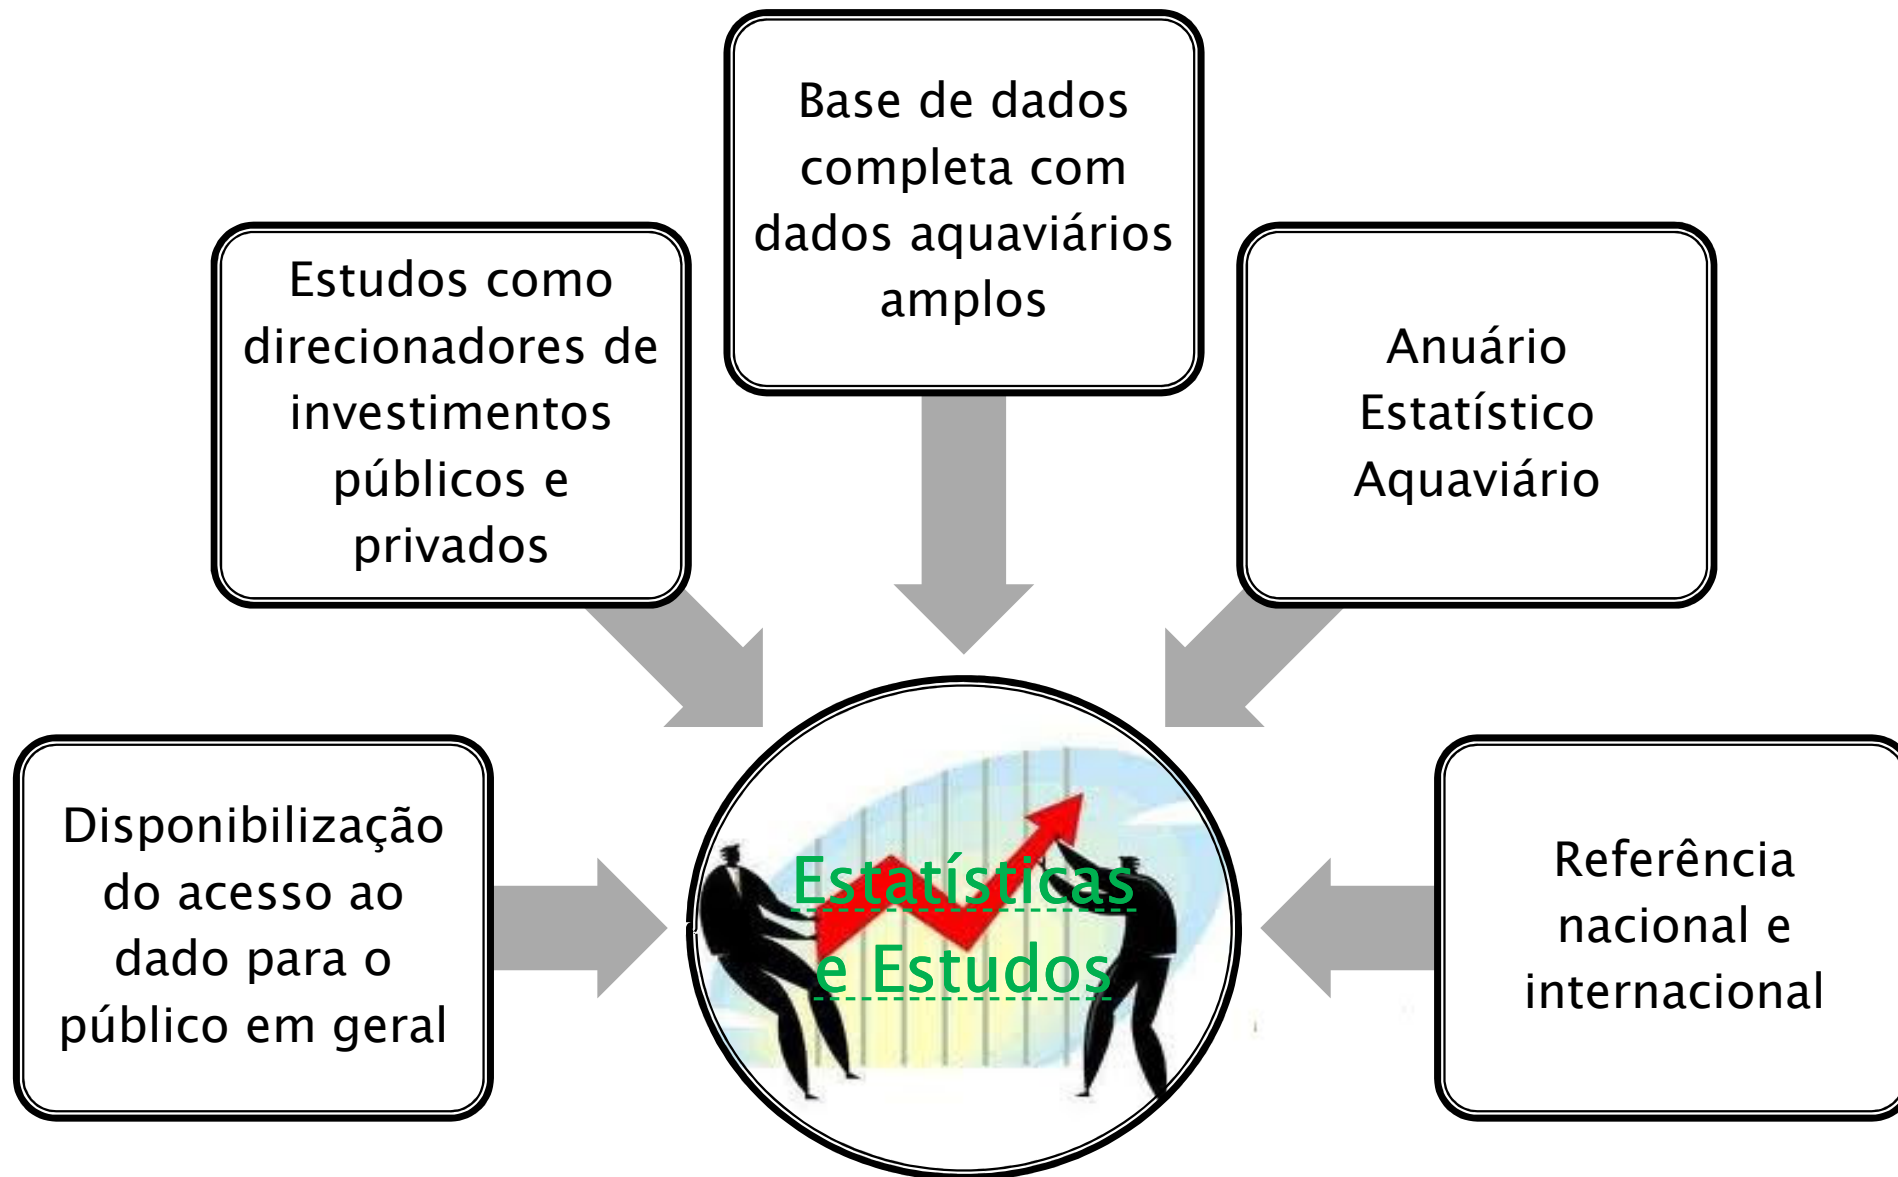 Base de dados
completa com
dados aquaviários
amplos
Estudos como
direcionadores de
investimentos
públicos e
privados
Anuário
Estatístico
Aquaviário
Disponibilização
do acesso ao
dado para o
público em geral
Estatísticas
e Estudos
Referência
nacional e
internacional